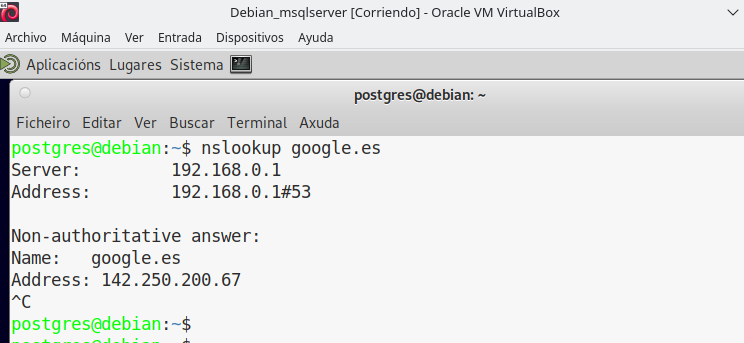 Debian_msqlserver [Corriendo] - Oracle VM VirtualBox
Archivo Máquina Ver Entrada Dispositivos Ayuda
Aplicacións Lugares Sistema
postgres@debian: ~
Ficheiro Editar Ver Buscar Terminal Axuda
postgres@debian:~$ nslookup google.es
Server: 192.168.0.1
Address: 192.168.0.1#53
Non-authoritative answer:
Name: google.es
Address: 142.250.200.67
^C
postgres@debian:~$
postgres@debian:~$